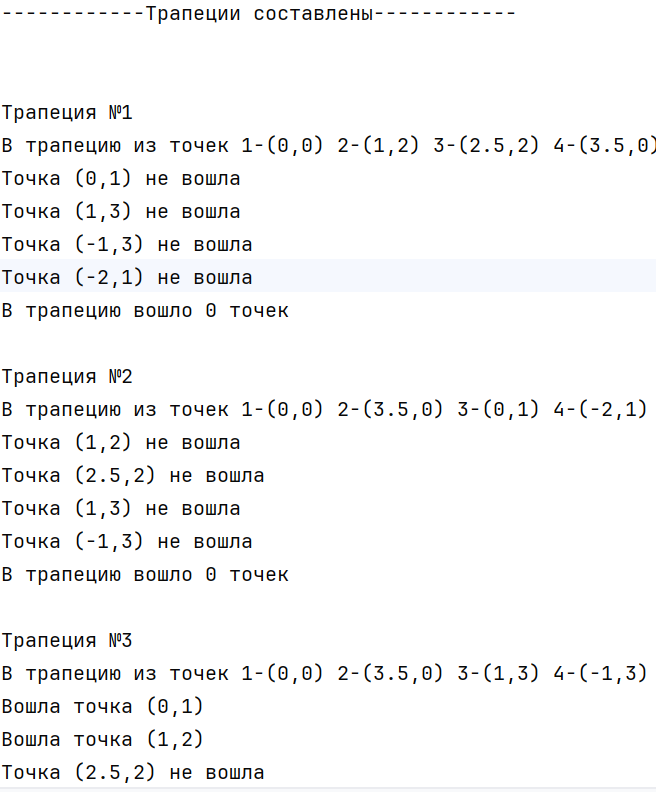 ------------Трапеции составлены------------
Трапеция №1
В трапецию из точек 1-(0,0) 2-(1,2) 3-(2.5,2) 4-(3.5,0)
Точка (0,1) не вошла
Точка (1,3) не вошла
Точка (-1,3) не вошла
Точка (-2,1) не вошла
В трапецию вошло 0 точек
Трапеция №2
В трапецию из точек 1-(0,0) 2-(3.5,0) 3-(0,1) 4-(-2,1)
Точка (1,2) не вошла
Точка (2.5,2) не вошла
Точка (1,3) не вошла
Точка (-1,3) не вошла
В трапецию вошло 0 точек
Трапеция №3
В трапецию из точек 1-(0,0) 2-(3.5,0) 3-(1,3) 4-(-1,3)
Вошла точка (0,1)
Вошла точка (1,2)
Точка (2.5,2) не вошла